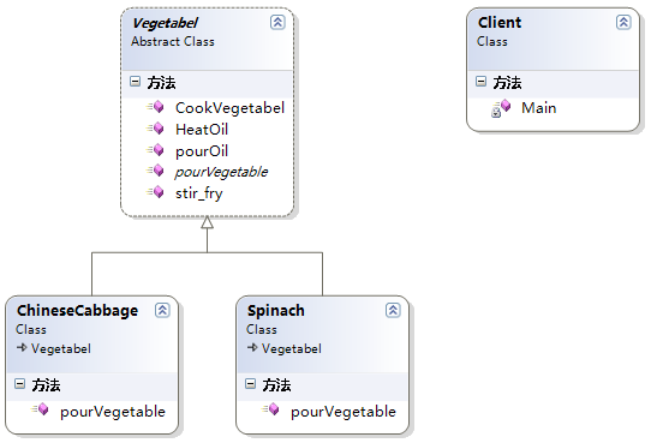 Vegetabel
Abstract Class
方法
CookVegetabel
HeatOil
pourOil
pourVegetable
stir_fry
Client
Class
方法
Main
ChineseCabbage
Class
Vegetabel
方法
pourVegetable
Spinach
Class
Vegetabel
方法
pourVegetable